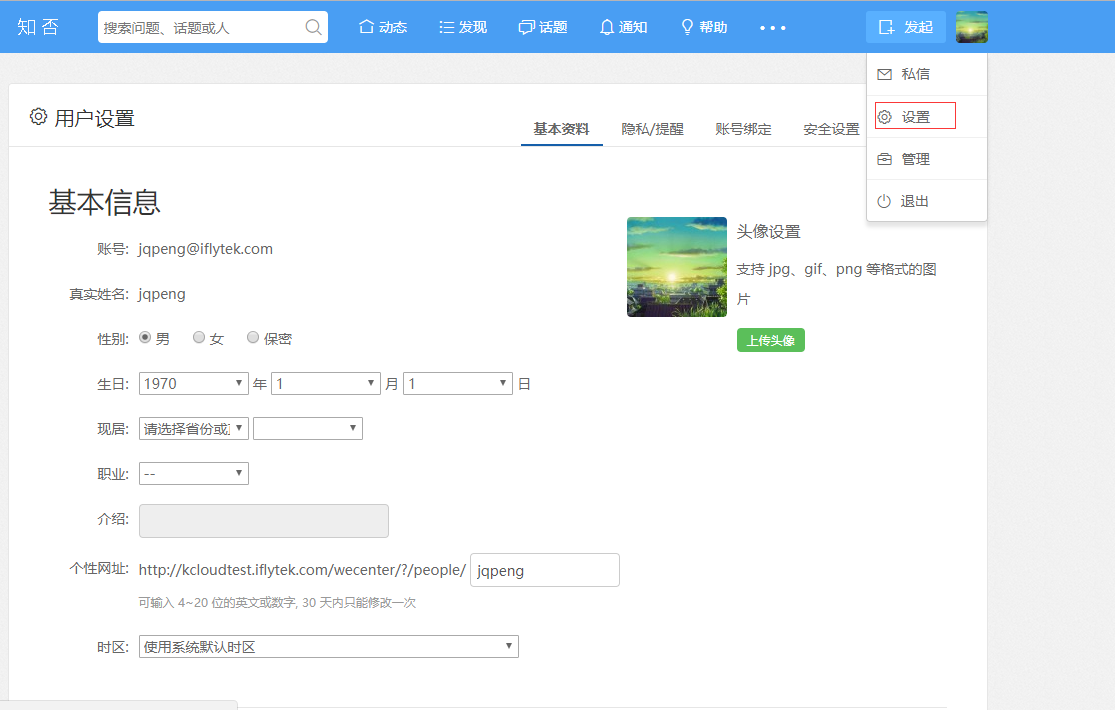 知 否
搜索问题、话题或人
动态
发现
话题
通知
帮助
发起
私信
设置
管理
退出
用户设置
基本资料
隐私/提醒
账号绑定
安全设置
基本信息
账号: jqpeng@iflytek.com
真实姓名: jqpeng
性别: 男 女 保密
生日: 1970 年 1 月 1 日
现居: 请选择省份或
职业: --
介绍:
个性网址: http://kcloudtest.iflytek.com/wecenter/?/people/ jqpeng
可输入 4~20 位的英文或数字, 30 天内只能修改一次
时区: 使用系统默认时区
头像设置
支持 jpg、gif、png 等格式的图
片
上传头像